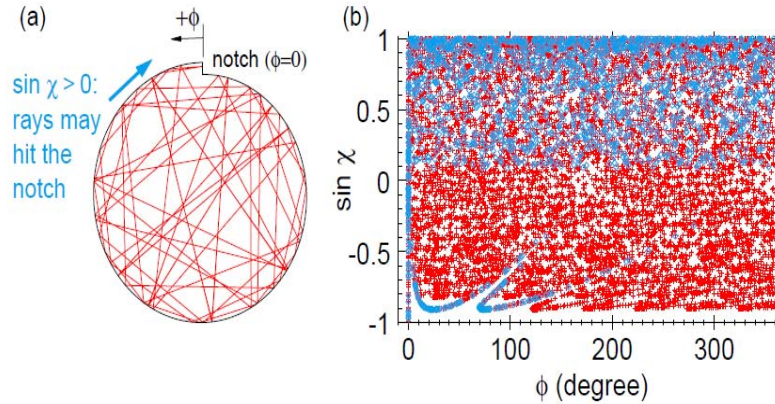 (a)
+ϕ
notch (ϕ=0)
sin χ > 0:
rays may
hit the
notch
(b)
1
0.5
0
-0.5
-1
sin χ
0
100
200
300
ϕ (degree)